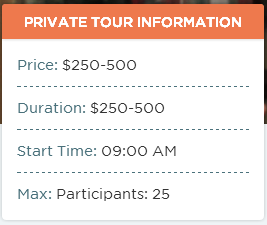 PRIVATE TOUR INFORMATION
Price: $250-500
Duration: $250-500
Start Time: 09:00 AM
Max: Participants: 25